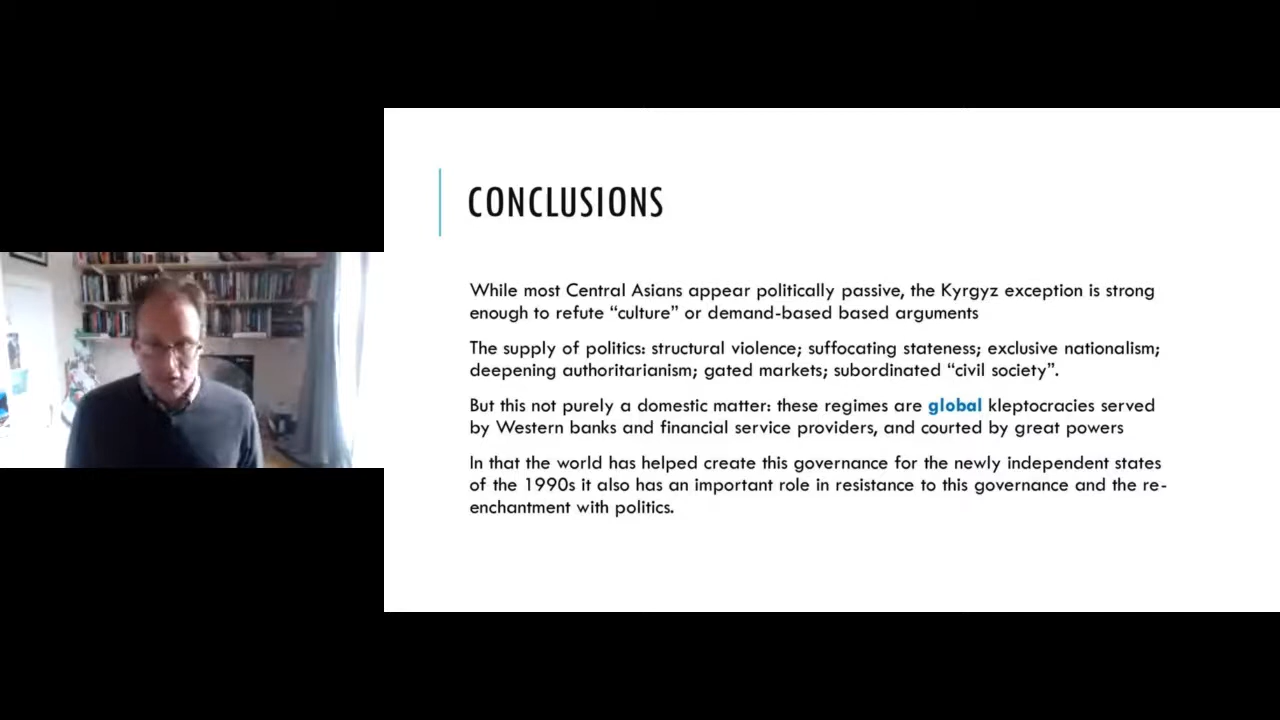 CONCLUSIONS
While most Central Asians appear politically passive, the Kyrgyz exception is strong
enough to refute “culture” or demand-based based arguments
The supply of politics: structural violence; suffocating stateness; exclusive nationalism;
deepening authoritarianism; gated markets; subordinated “civil society”.
But this not purely a domestic matter: these regimes are global kleptocracies served
by Western banks and financial service providers, and courted by great powers
In that the world has helped create this governance for the newly independent states
of the 1990s it also has an important role in resistance to this governance and the re-
enchantment with politics.